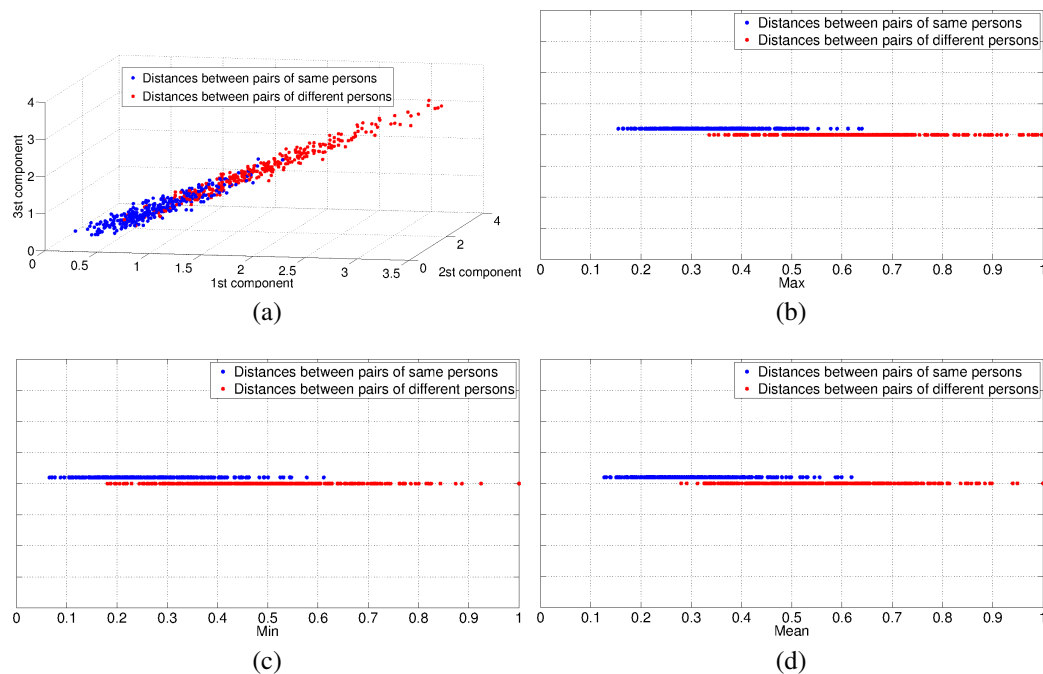 Distances between pairs of same persons
Distances between pairs of different persons
4
3
2
1
0
3st component
0 0.5 1 1.5 2 2.5 3 3.5
1st component
0 2 4
2st component
(a)
Distances between pairs of same persons
Distances between pairs of different persons
0 0.1 0.2 0.3 0.4 0.5 0.6 0.7 0.8 0.9 1
Max
(b)
Distances between pairs of same persons
Distances between pairs of different persons
0 0.1 0.2 0.3 0.4 0.5 0.6 0.7 0.8 0.9 1
Min
(c)
Distances between pairs of same persons
Distances between pairs of different persons
0 0.1 0.2 0.3 0.4 0.5 0.6 0.7 0.8 0.9 1
Mean
(d)